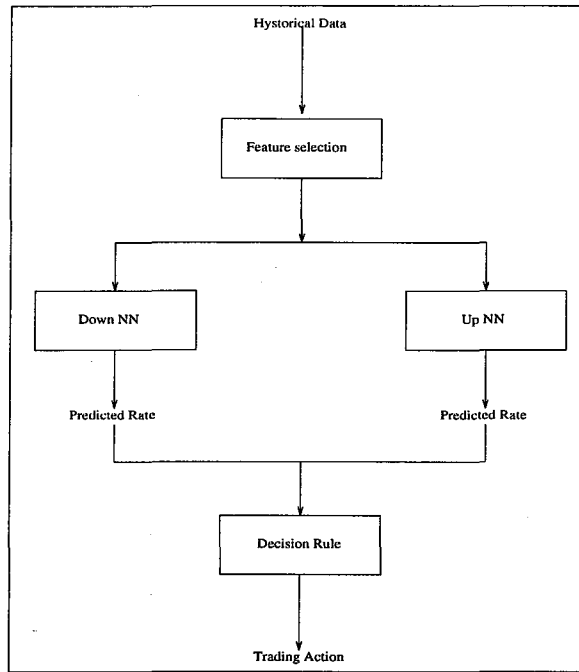 Hystorical Data
Feature selection
Down NN
Up NN
Predicted Rate
Predicted Rate
Decision Rule
Trading Action